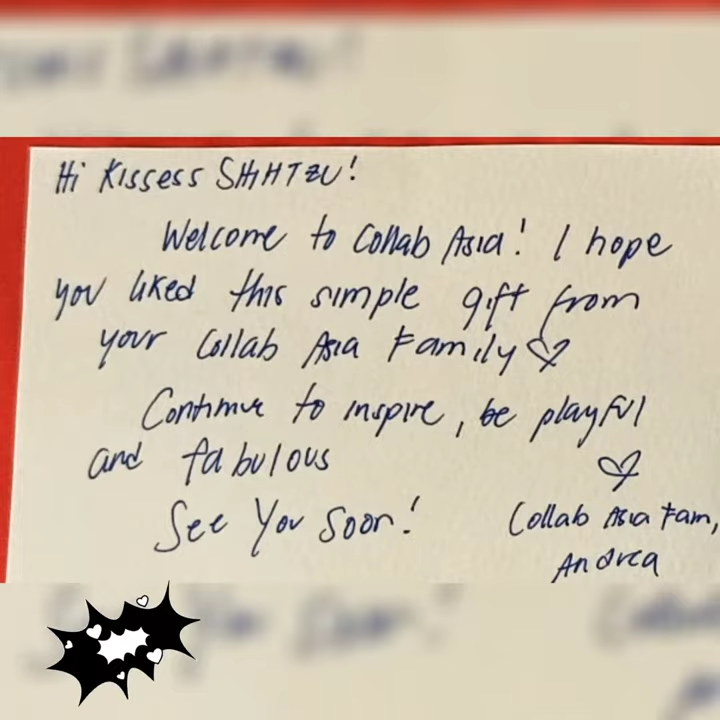 Hi Kissess SHIHTZU!
Welcome to Collab Asia! I hope
you liked this simple gift from
your Collab Asia Family♡
Continue to inspire, be playful
and fabulous
♡
See You Soon!
Collab Asia Fam,
Andrea